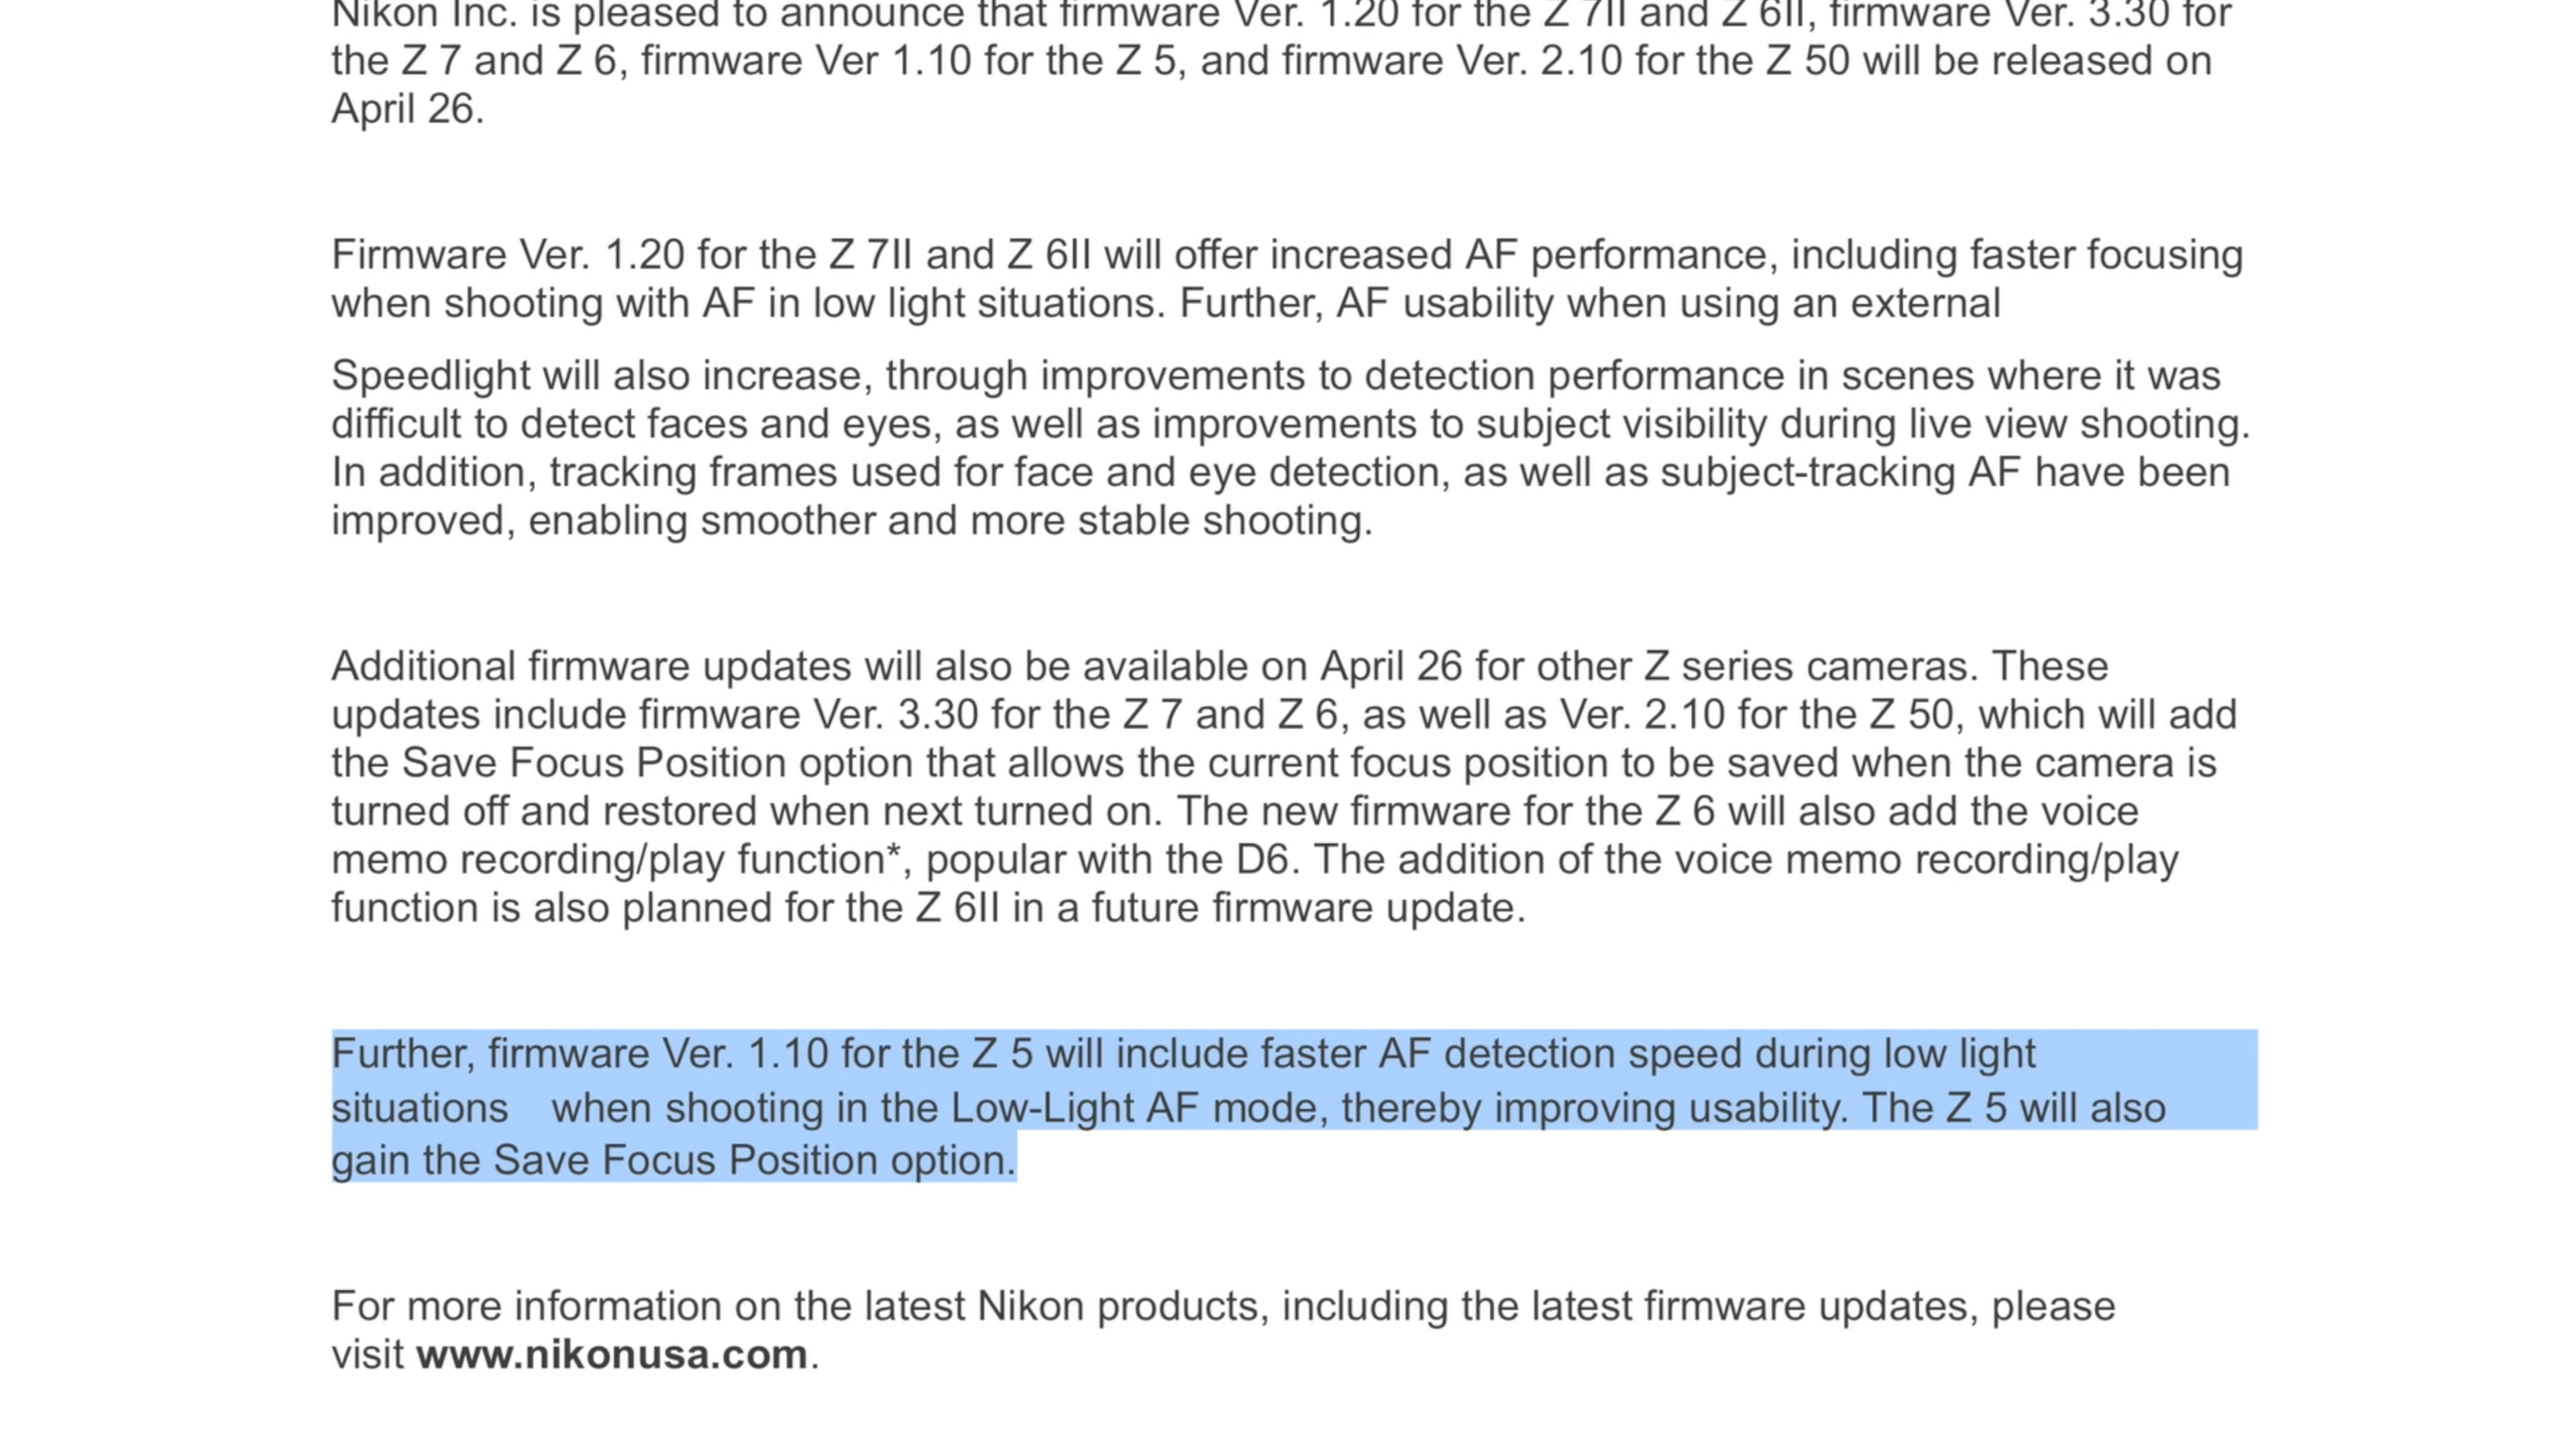 Nikon Inc. is pleased to announce that firmware Ver. 1.20 for the Z 7II and Z 6II, firmware Ver. 3.30 for
the Z 7 and Z 6, firmware Ver 1.10 for the Z 5, and firmware Ver. 2.10 for the Z 50 will be released on
April 26.
Firmware Ver. 1.20 for the Z 7II and Z 6II will offer increased AF performance, including faster focusing
when shooting with AF in low light situations. Further, AF usability when using an external
Speedlight will also increase, through improvements to detection performance in scenes where it was
difficult to detect faces and eyes, as well as improvements to subject visibility during live view shooting.
In addition, tracking frames used for face and eye detection, as well as subject-tracking AF have been
improved, enabling smoother and more stable shooting.
Additional firmware updates will also be available on April 26 for other Z series cameras. These
updates include firmware Ver. 3.30 for the Z 7 and Z 6, as well as Ver. 2.10 for the Z 50, which will add
the Save Focus Position option that allows the current focus position to be saved when the camera is
turned off and restored when next turned on. The new firmware for the Z 6 will also add the voice
memo recording/play function*, popular with the D6. The addition of the voice memo recording/play
function is also planned for the Z 6II in a future firmware update.
Further, firmware Ver. 1.10 for the Z 5 will include faster AF detection speed during low light
situations when shooting in the Low-Light AF mode, thereby improving usability. The Z 5 will also
gain the Save Focus Position option.
For more information on the latest Nikon products, including the latest firmware updates, please
visit www.nikonusa.com.